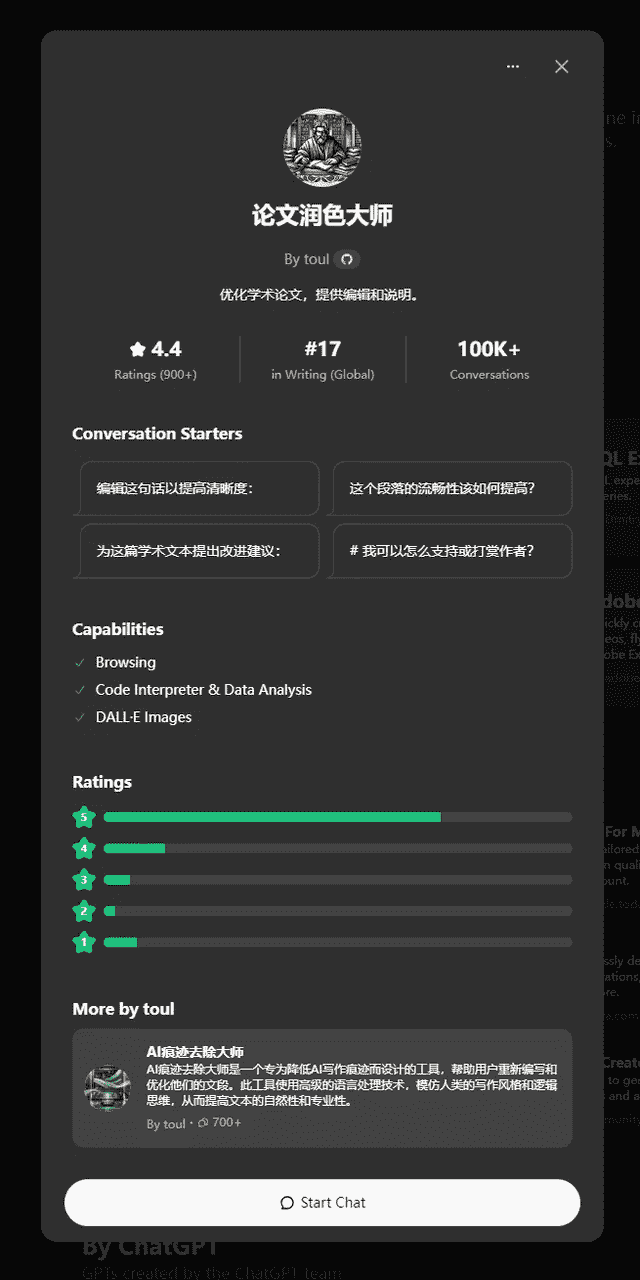 论文润色大师
By toul
优化学术论文，提供编辑和说明。
4.4
Ratings (900+)
#17
in Writing (Global)
100K+
Conversations
Conversation Starters
编辑这句话以提高清晰度：
这个段落的流畅性该如何提高？
为这篇学术文本提出改进建议：
# 我可以怎么支持或打赏作者？
Capabilities
Browsing
Code Interpreter & Data Analysis
DALL·E Images
Ratings
5
4
3
2
1
More by toul
AI痕迹去除大师
AI痕迹去除大师是一个专为降低AI写作痕迹而设计的工具，帮助用户重新编写和
优化他们的文段。此工具使用高级的语言处理技术，模仿人类的写作风格和逻辑
思维，从而提高文本的自然性和专业性。
By toul · 700+
Start Chat
By ChatGPT
GPTs created by the ChatGPT team